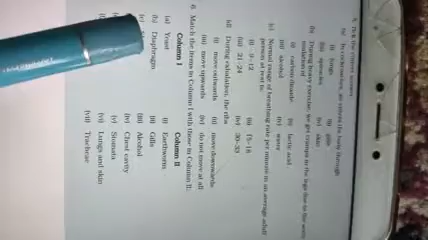 5. Tick the correct answer
(a) In cockroaches, air enters the body through
(i) lungs (ii) gills
(iii) spiracles (iv) skin
(b) During heavy exercise, we get cramps in the legs due to the accumulation of
(i) carbon dioxide (ii) lactic acid
(iii) alcohol (iv) water
(c) Normal range of breathing rate per minute in an average adult
person at rest is:
(i) 9–12 (ii) 15–18
(iii) 21–24 (iv) 30–33
(d) During exhalation, the ribs
(i) move outwards (ii) move downwards
(iii) move upwards (iv) do not move at all
6. Match the items in Column I with those in Column II:
Column I Column II
(a) Yeast (i) Earthworm
(b) Diaphragm (ii) Gills
(c) (iii) Alcohol
(iv) Chest cavity
(v) Stomata
(vi) Lungs and skin
(vii) Tracheae